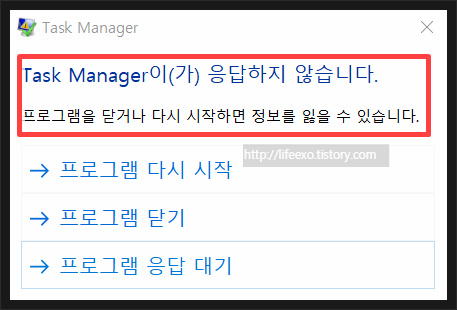 Task Manager
Task Manager이(가) 응답하지 않습니다.
프로그램을 닫거나 다시 시작하면 정보를 잃을 수 있습니다.
http://lifeexo.tistory.com
→ 프로그램 다시 시작
→ 프로그램 닫기
→ 프로그램 응답 대기